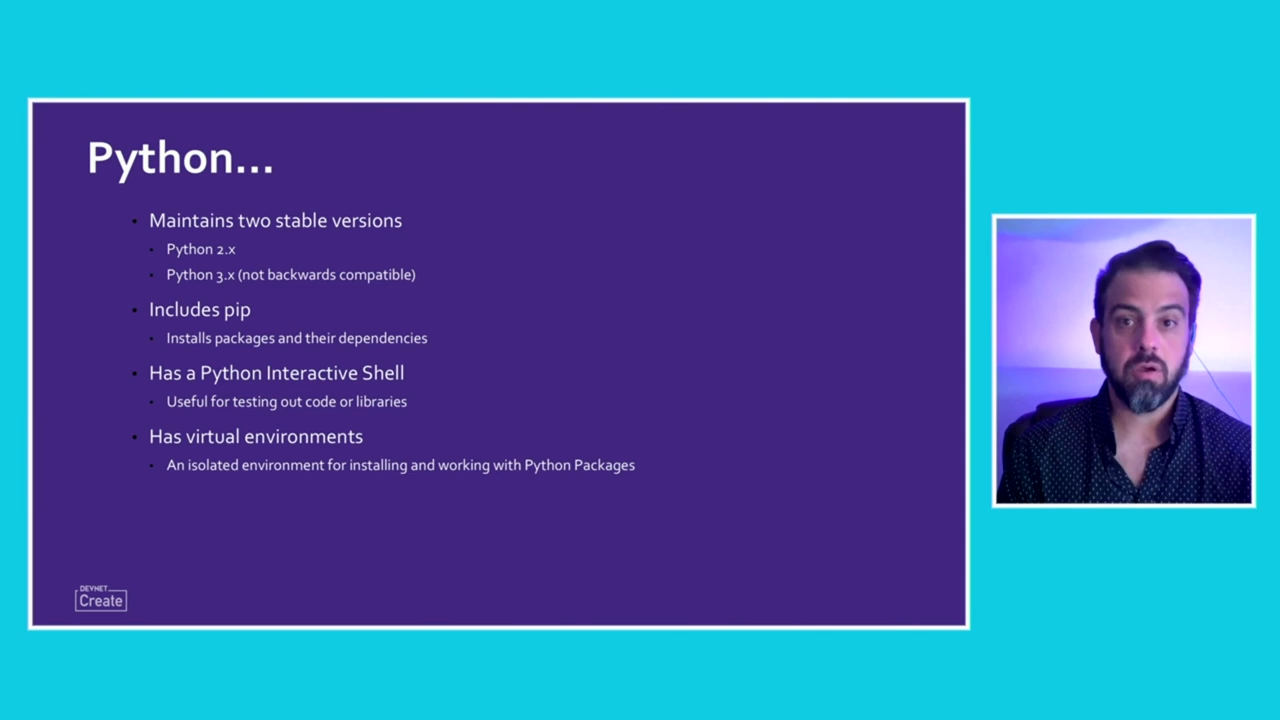 Python...
• Maintains two stable versions
• Python 2.x
• Python 3.x (not backwards compatible)
• Includes pip
• Installs packages and their dependencies
• Has a Python Interactive Shell
• Useful for testing out code or libraries
• Has virtual environments
• An isolated environment for installing and working with Python Packages
DEVNET
Create